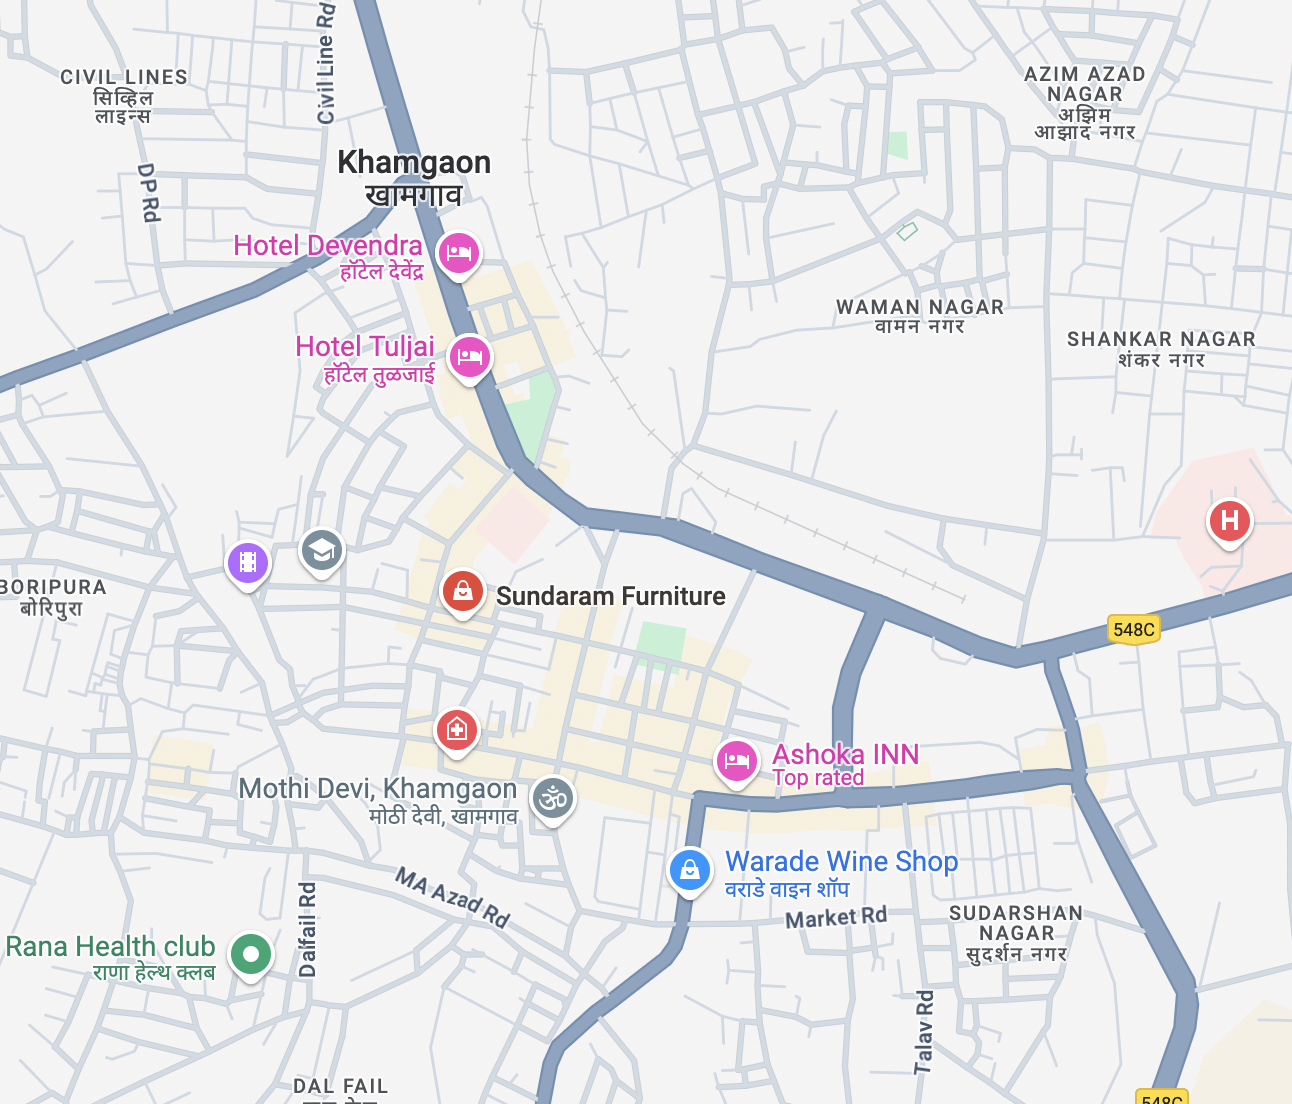 CIVIL LINES
सिव्हिल
लाइन्स
Civil Line Rd
AZIM AZAD
NAGAR
अझिम
आझाद नगर
DP Rd
Khamgaon
खामगाव
Hotel Devendra
हॉटेल देवेंद्र
WAMAN NAGAR
वामन नगर
SHANKAR NAGAR
शंकर नगर
Hotel Tuljai
हॉटेल तुळजाई
H
BORIPURA
बोरिपुरा
Sundaram Furniture
548C
Ashoka INN
Top rated
Mothi Devi, Khamgaon
मोठी देवी, खामगाव
ॐ
Warade Wine Shop
वराडे वाइन शॉप
MA Azad Rd
Market Rd
SUDARSHAN
NAGAR
सुदर्शन नगर
Dalfail Rd
Rana Health club
राणा हेल्थ क्लब
Talav Rd
DAL FAIL
548C